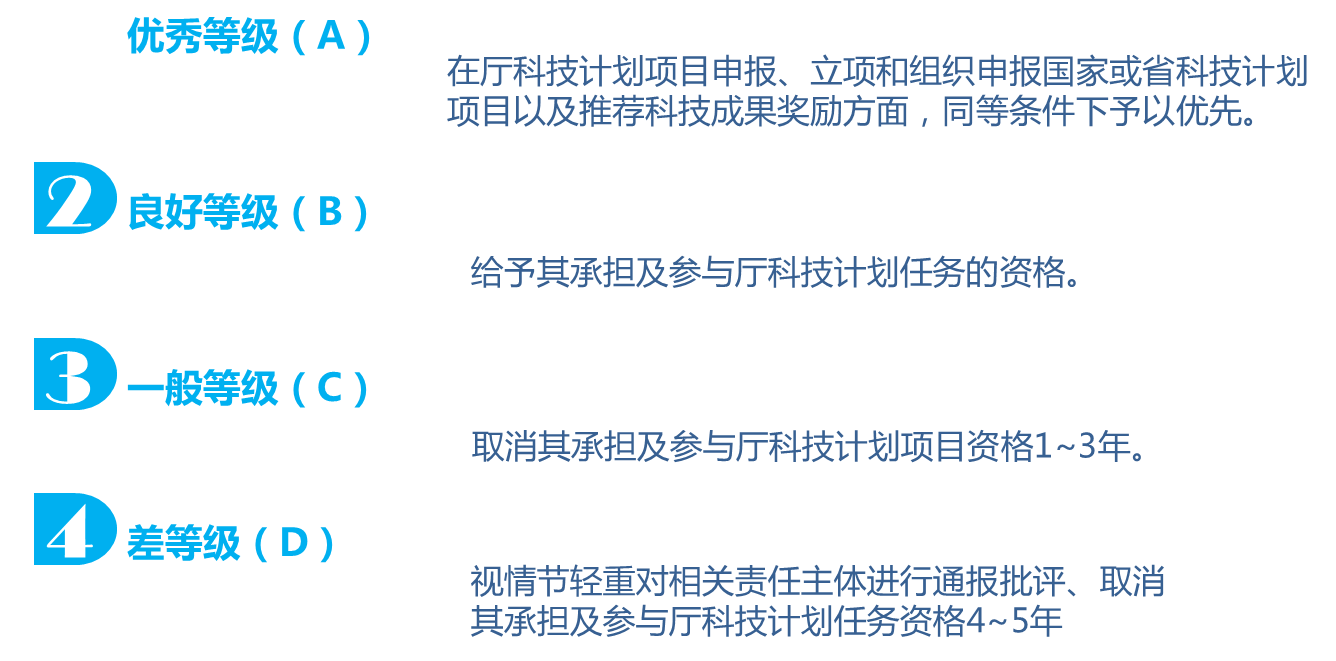 优秀等级（A）
在厅科技计划项目申报、立项和组织申报国家或省科技计划
项目以及推荐科技成果奖励方面，同等条件下予以优先。
2 良好等级（B）
给予其承担及参与厅科技计划任务的资格。
3 一般等级（C）
取消其承担及参与厅科技计划项目资格1~3年。
4 差等级（D）
视情节轻重对相关责任主体进行通报批评、取消
其承担及参与厅科技计划任务资格4~5年